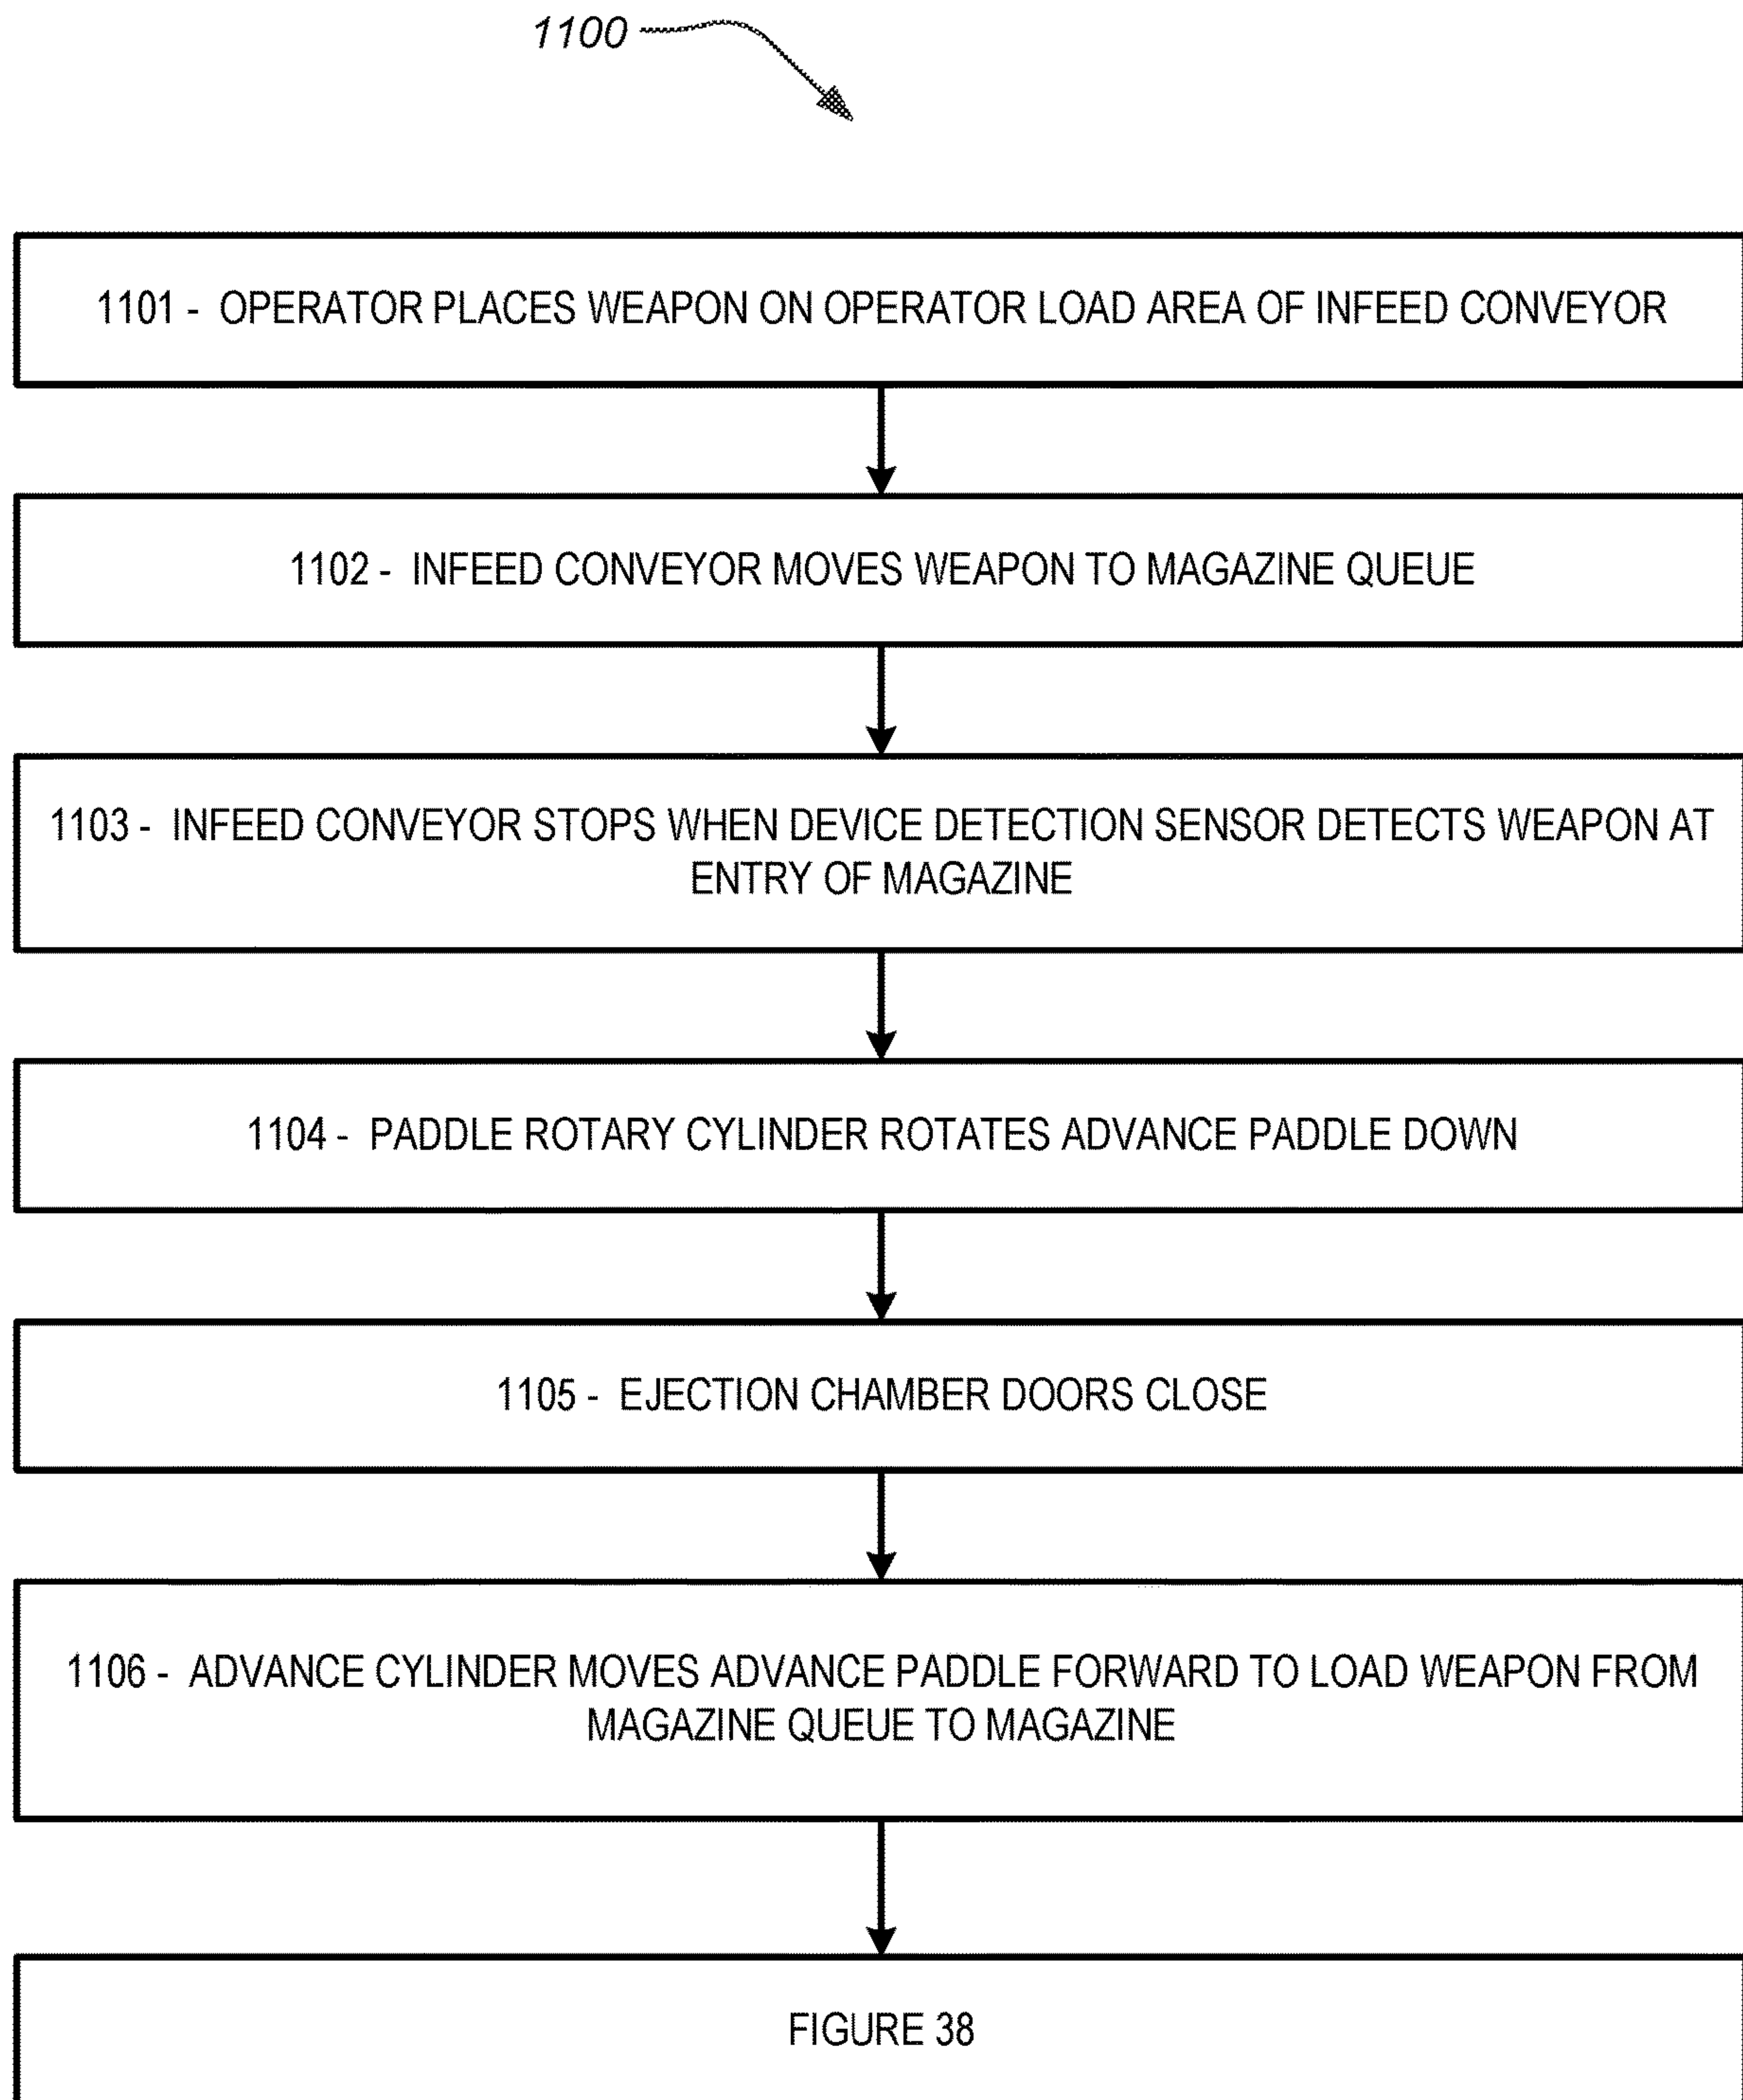 1100
1101 - OPERATOR PLACES WEAPON ON OPERATOR LOAD AREA OF INFEED CONVEYOR
1102 - INFEED CONVEYOR MOVES WEAPON TO MAGAZINE QUEUE
1103 - INFEED CONVEYOR STOPS WHEN DEVICE DETECTION SENSOR DETECTS WEAPON AT
ENTRY OF MAGAZINE
1104 - PADDLE ROTARY CYLINDER ROTATES ADVANCE PADDLE DOWN
1105 - EJECTION CHAMBER DOORS CLOSE
1106 - ADVANCE CYLINDER MOVES ADVANCE PADDLE FORWARD TO LOAD WEAPON FROM
MAGAZINE QUEUE TO MAGAZINE
FIGURE 38